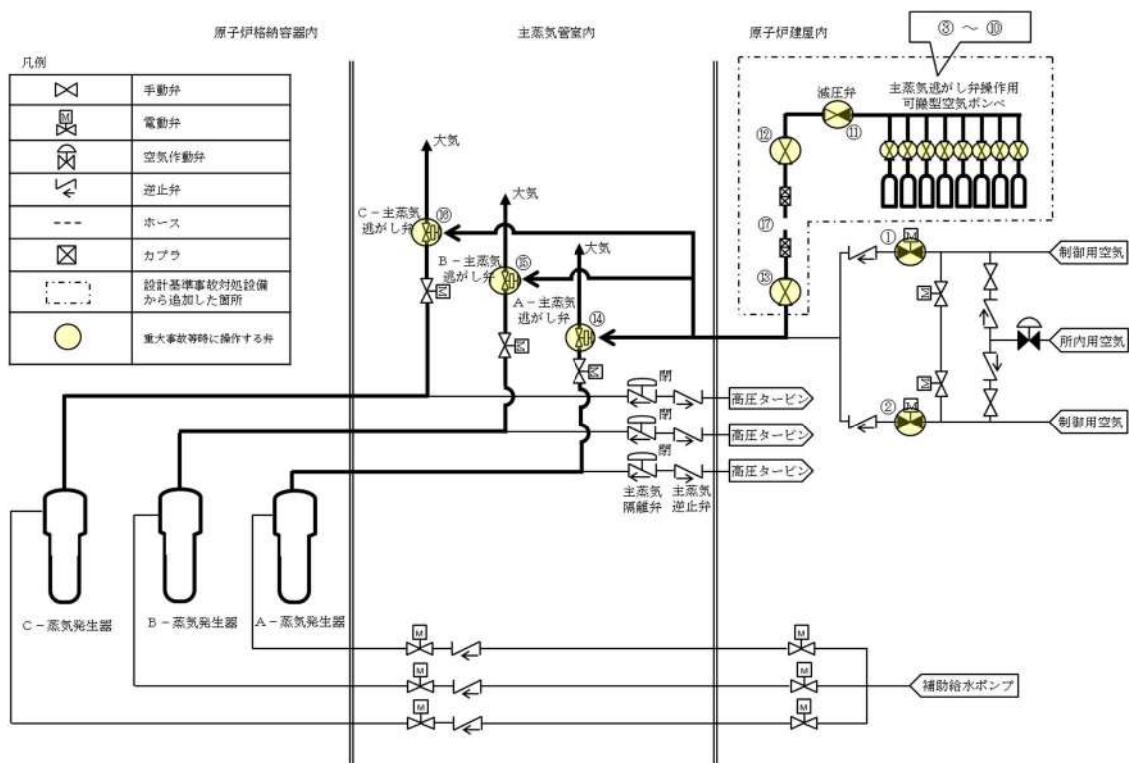 原子炉格納容器内
主蒸気管室内
原子炉建屋内
③ ～ ⑩
凡例
手動弁
M
電動弁
空気作動弁
逆止弁
ホース
カプラ
設計基準事故対処設備
から追加した箇所
重大事故等時に操作する弁
主蒸気逃がし弁操作用
可搬型空気ボンベ
減圧弁
⑪
⑫
⑰
⑬
大気
C－主蒸気
逃がし弁
⑯
M
大気
B－主蒸気
逃がし弁
⑮
M
大気
A－主蒸気
逃がし弁
⑭
M
①
M
制御用空気
M
所内用空気
M
②
M
制御用空気
閉
高圧タービン
閉
高圧タービン
閉
高圧タービン
主蒸気
隔離弁
主蒸気
逆止弁
C－蒸気発生器
B－蒸気発生器
A－蒸気発生器
M
M
M
M
補助給水ポンプ
M
M